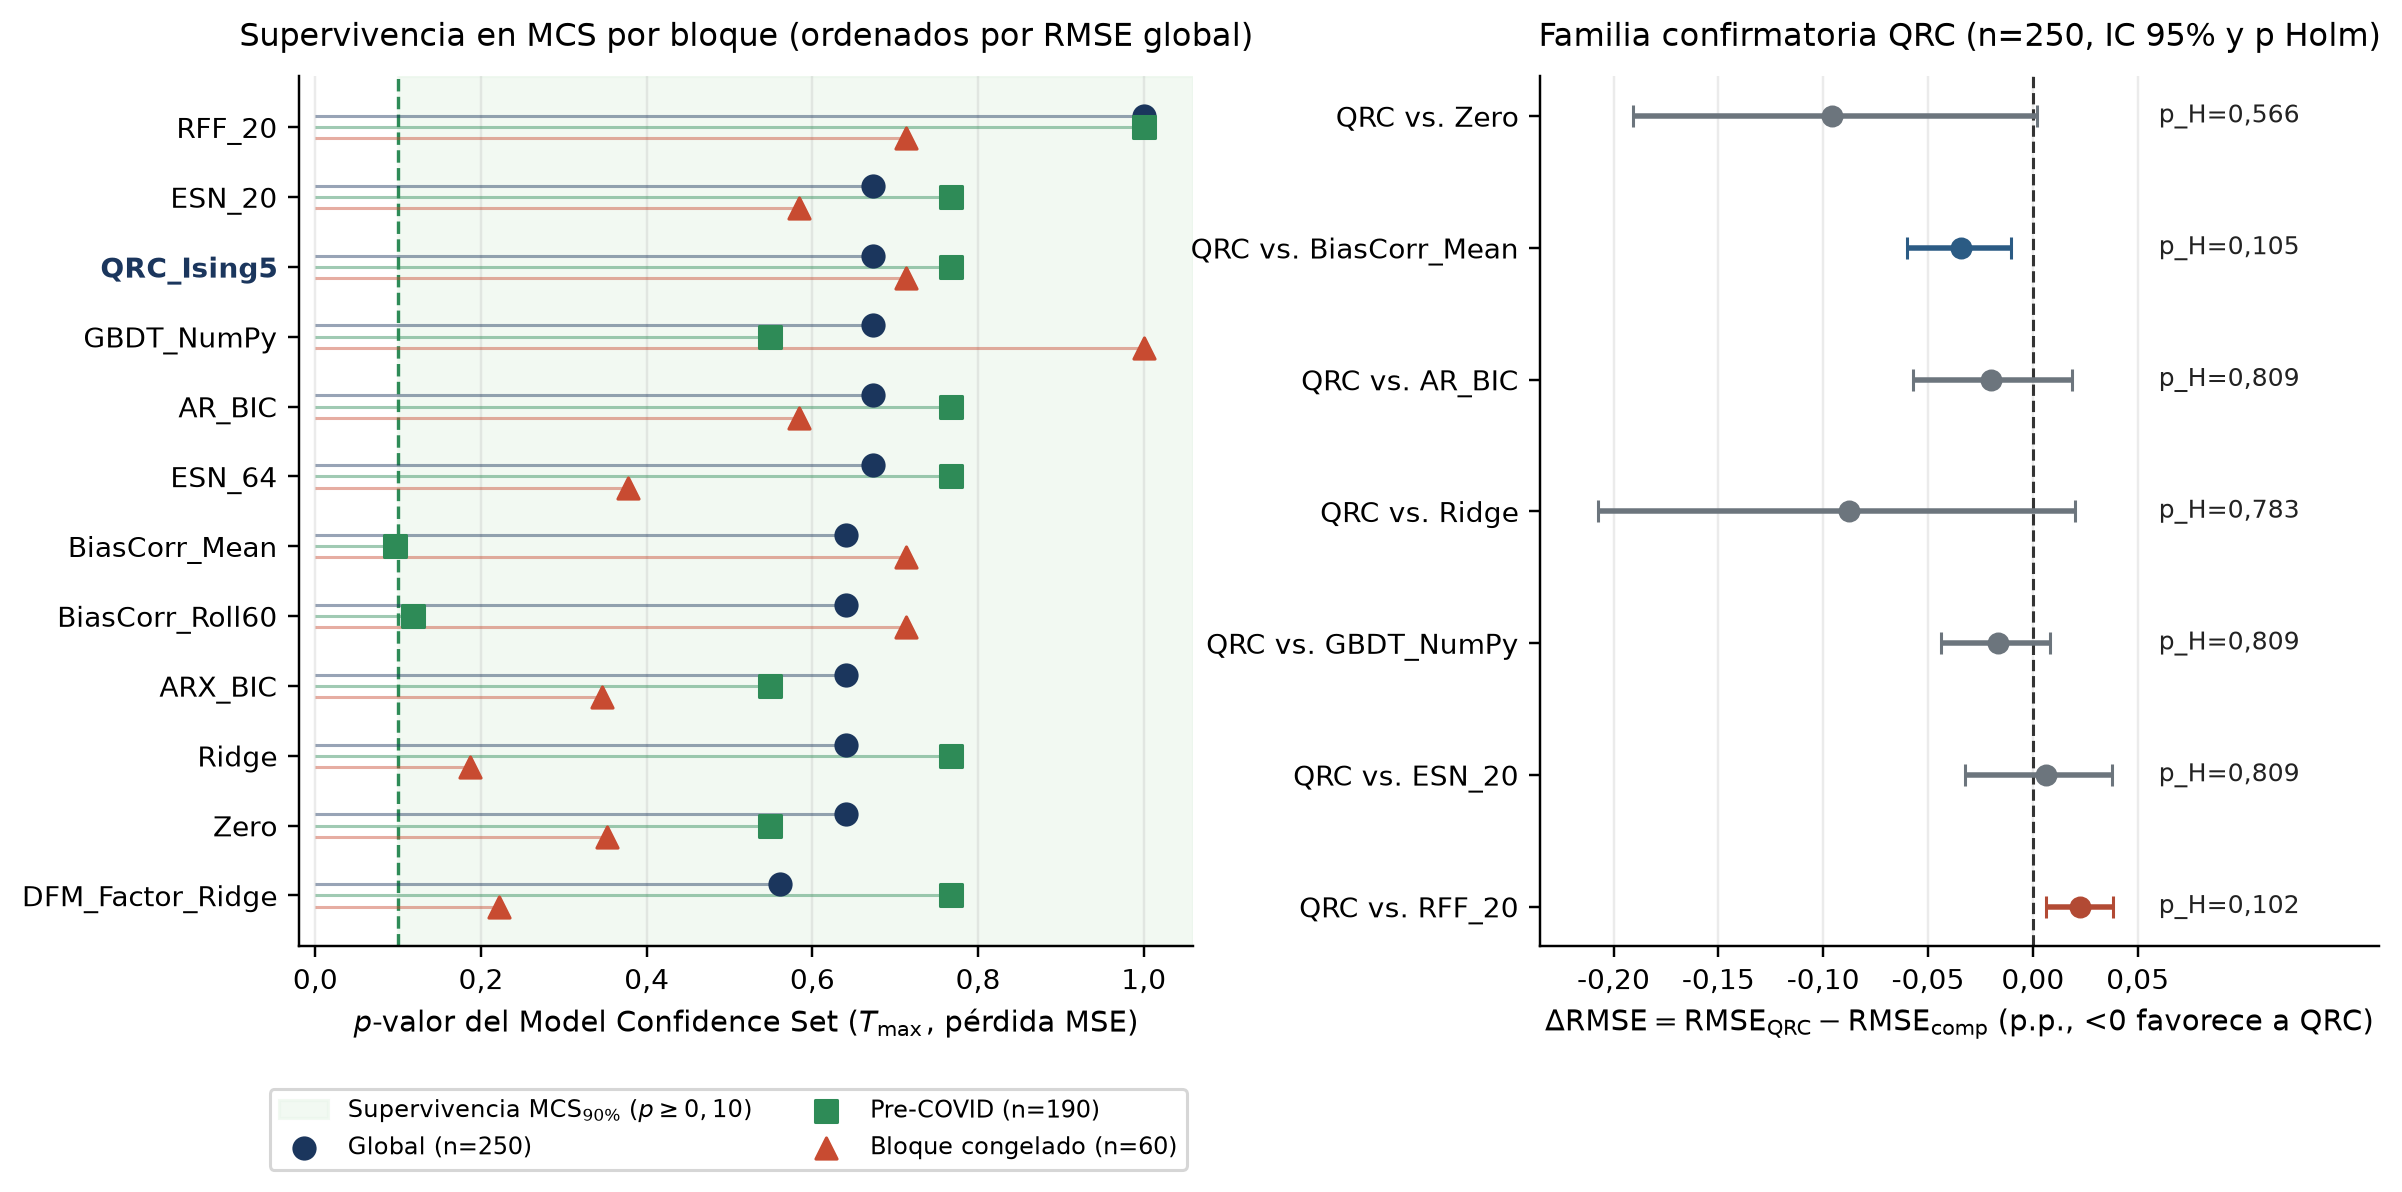 Supervivencia en MCS por bloque (ordenados por RMSE global)
RFF_20
ESN_20
QRC_Ising5
GBDT_NumPy
AR_BIC
ESN_64
BiasCorr_Mean
BiasCorr_Roll60
ARX_BIC
Ridge
Zero
DFM_Factor_Ridge
0,0 0,2 0,4 0,6 0,8 1,0
p-valor del Model Confidence Set (Tmax, pérdida MSE)
Supervivencia MCS90% (p ≥ 0, 10)
Global (n=250)
Pre-COVID (n=190)
Bloque congelado (n=60)
Familia confirmatoria QRC (n=250, IC 95% y p Holm)
QRC vs. Zero p_H=0,566
QRC vs. BiasCorr_Mean p_H=0,105
QRC vs. AR_BIC p_H=0,809
QRC vs. Ridge p_H=0,783
QRC vs. GBDT_NumPy p_H=0,809
QRC vs. ESN_20 p_H=0,809
QRC vs. RFF_20 p_H=0,102
-0,20 -0,15 -0,10 -0,05 0,00 0,05
ΔRMSE = RMSEQRC − RMSEcomp (p.p., <0 favorece a QRC)